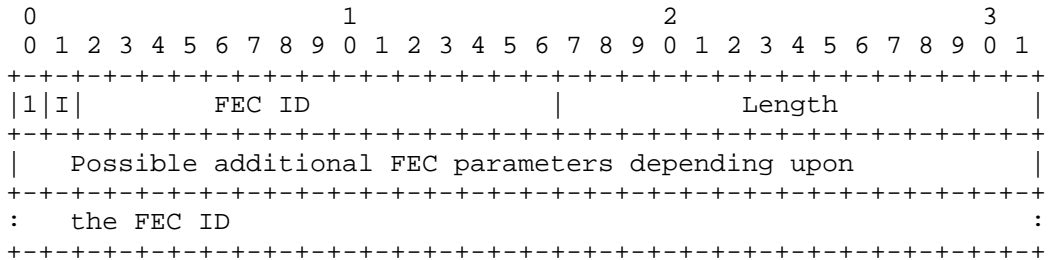 0                   1                   2                   3
 0 1 2 3 4 5 6 7 8 9 0 1 2 3 4 5 6 7 8 9 0 1 2 3 4 5 6 7 8 9 0 1
+-+-+-+-+-+-+-+-+-+-+-+-+-+-+-+-+-+-+-+-+-+-+-+-+-+-+-+-+-+-+-+-+
|1|I|        FEC ID               |           Length            |
+-+-+-+-+-+-+-+-+-+-+-+-+-+-+-+-+-+-+-+-+-+-+-+-+-+-+-+-+-+-+-+-+
|   Possible additional FEC parameters depending upon           |
+-+-+-+-+-+-+-+-+-+-+-+-+-+-+-+-+-+-+-+-+-+-+-+-+-+-+-+-+-+-+-+-+
:   the FEC ID                                                  :
+-+-+-+-+-+-+-+-+-+-+-+-+-+-+-+-+-+-+-+-+-+-+-+-+-+-+-+-+-+-+-+-+